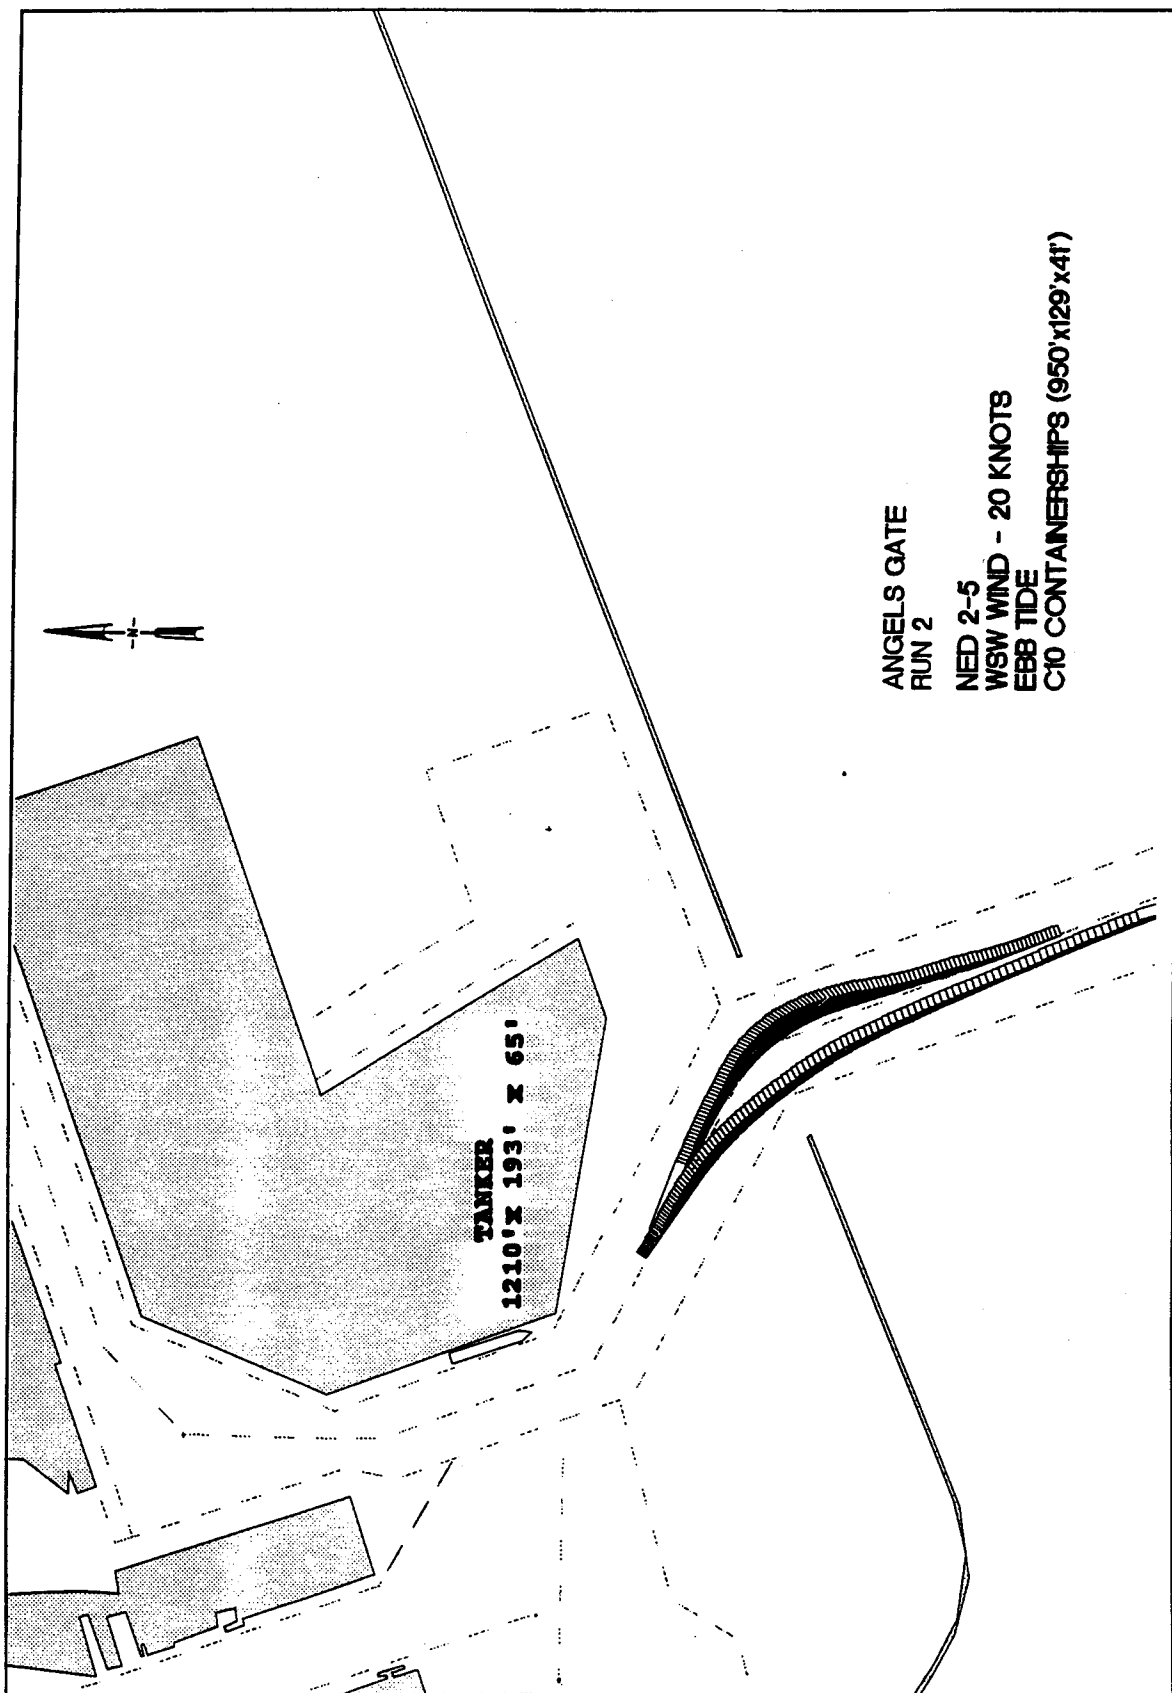 -N-
TANKER
1210'X 193' X 65'
ANGELS GATE
RUN 2
NED 2-5
WSW WIND - 20 KNOTS
EBB TIDE
C10 CONTAINERSHIPS (950'x129'x41')